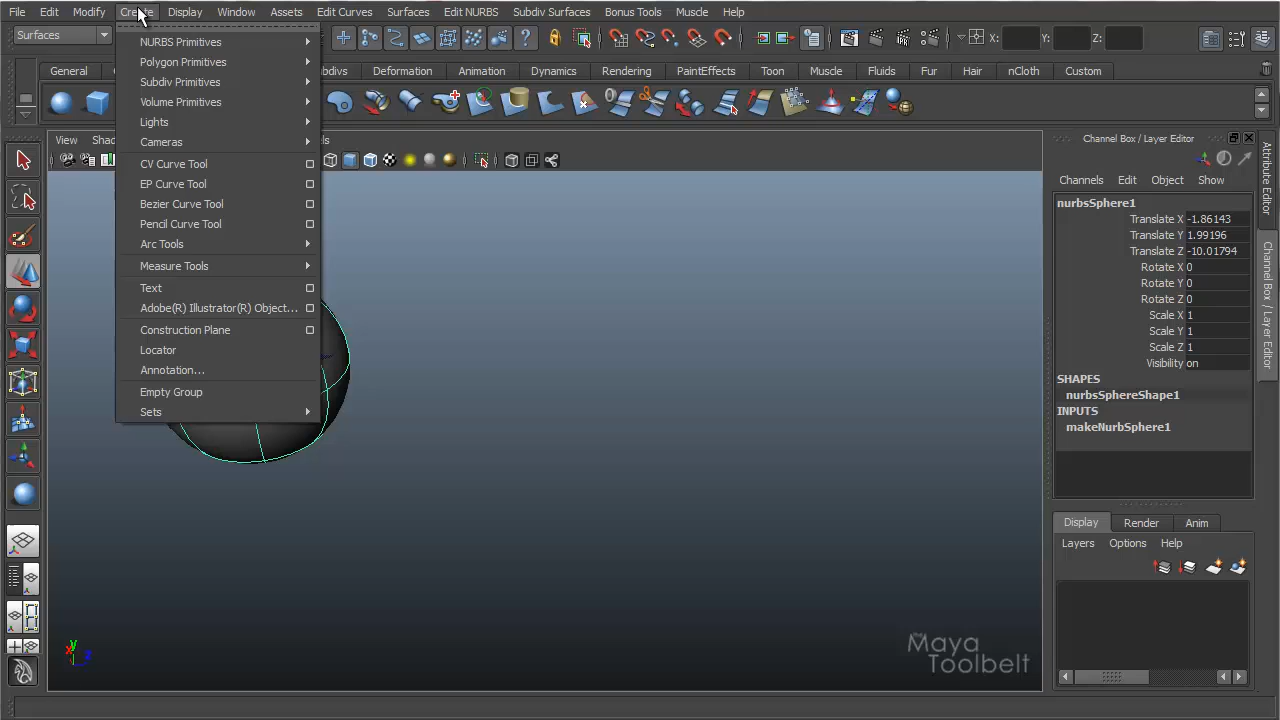 File Edit Modify Create Display Window Assets Edit Curves Surfaces Edit NURBS Subdiv Surfaces Bonus Tools Muscle Help
Surfaces X: Y: Z:
General bdivs Deformation Animation Dynamics Rendering PaintEffects Toon Muscle Fluids Fur Hair nCloth Custom
NURBS Primitives
Polygon Primitives
Subdiv Primitives
Volume Primitives
Lights
Cameras
CV Curve Tool
EP Curve Tool
Bezier Curve Tool
Pencil Curve Tool
Arc Tools
Measure Tools
Text
Adobe(R) Illustrator(R) Object...
Construction Plane
Locator
Annotation...
Empty Group
Sets
View Shad els
y x z
the Maya
Toolbelt
Channel Box / Layer Editor
Channels Edit Object Show
nurbsSphere1
Translate X -1.86143
Translate Y 1.99196
Translate Z -10.01794
Rotate X 0
Rotate Y 0
Rotate Z 0
Scale X 1
Scale Y 1
Scale Z 1
Visibility on
SHAPES
nurbsSphereShape1
INPUTS
makeNurbSphere1
Display Render Anim
Layers Options Help
Attribute Editor
Channel Box / Layer Editor